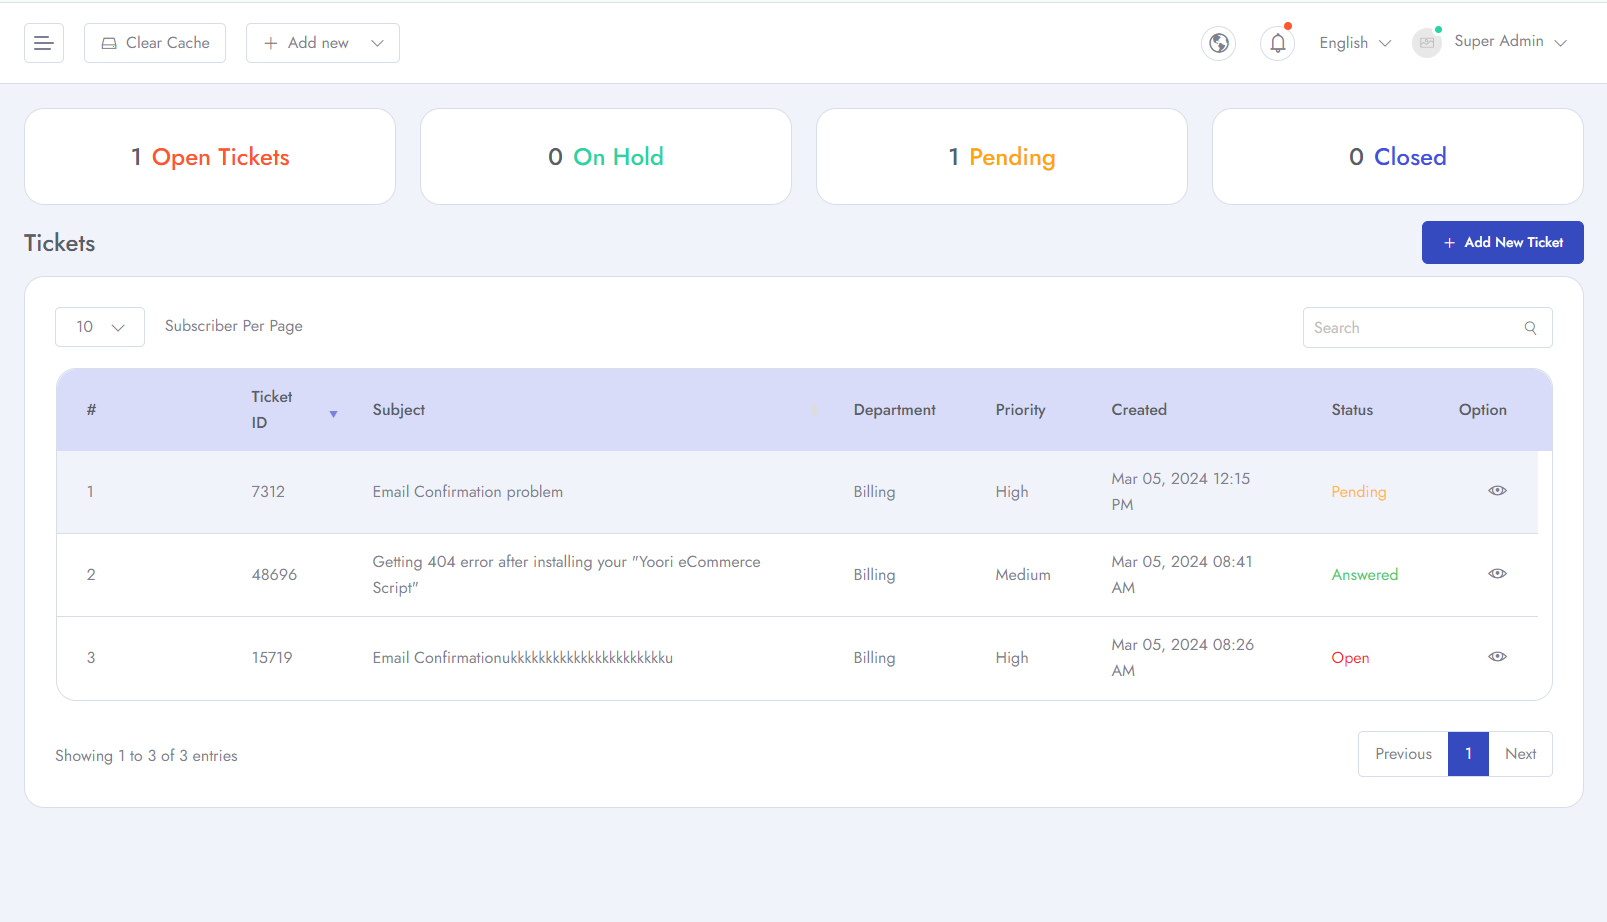 Clear Cache
Add new
English
Super Admin
1 Open Tickets
0 On Hold
1 Pending
0 Closed
Tickets
+ Add New Ticket
10
Subscriber Per Page
Search
# Ticket ID Subject Department Priority Created Status Option
1 7312 Email Confirmation problem Billing High Mar 05, 2024 12:15 PM Pending
2 48696 Getting 404 error after installing your "Yoori eCommerce Script" Billing Medium Mar 05, 2024 08:41 AM Answered
3 15719 Email Confirmationukkkkkkkkkkkkkkkkkkkkkku Billing High Mar 05, 2024 08:26 AM Open
Showing 1 to 3 of 3 entries
Previous 1 Next